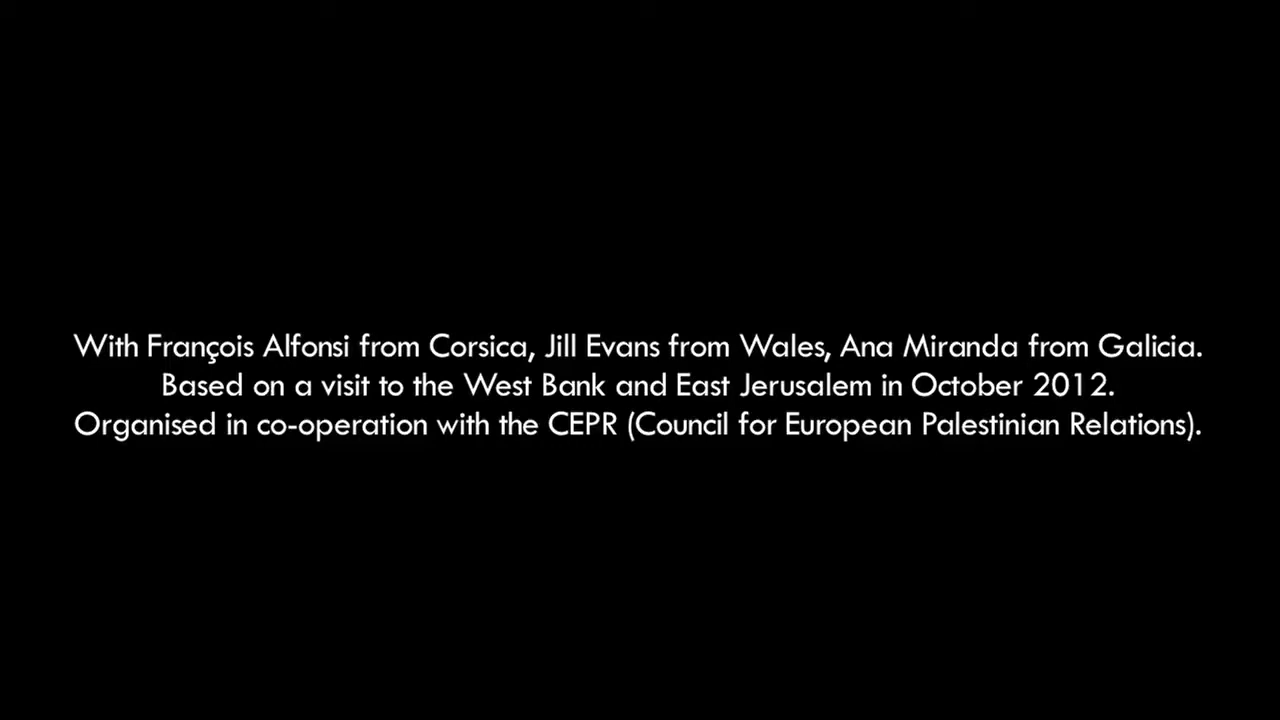 With François Alfonsi from Corsica, Jill Evans from Wales, Ana Miranda from Galicia.
Based on a visit to the West Bank and East Jerusalem in October 2012.
Organised in co-operation with the CEPR (Council for European Palestinian Relations).